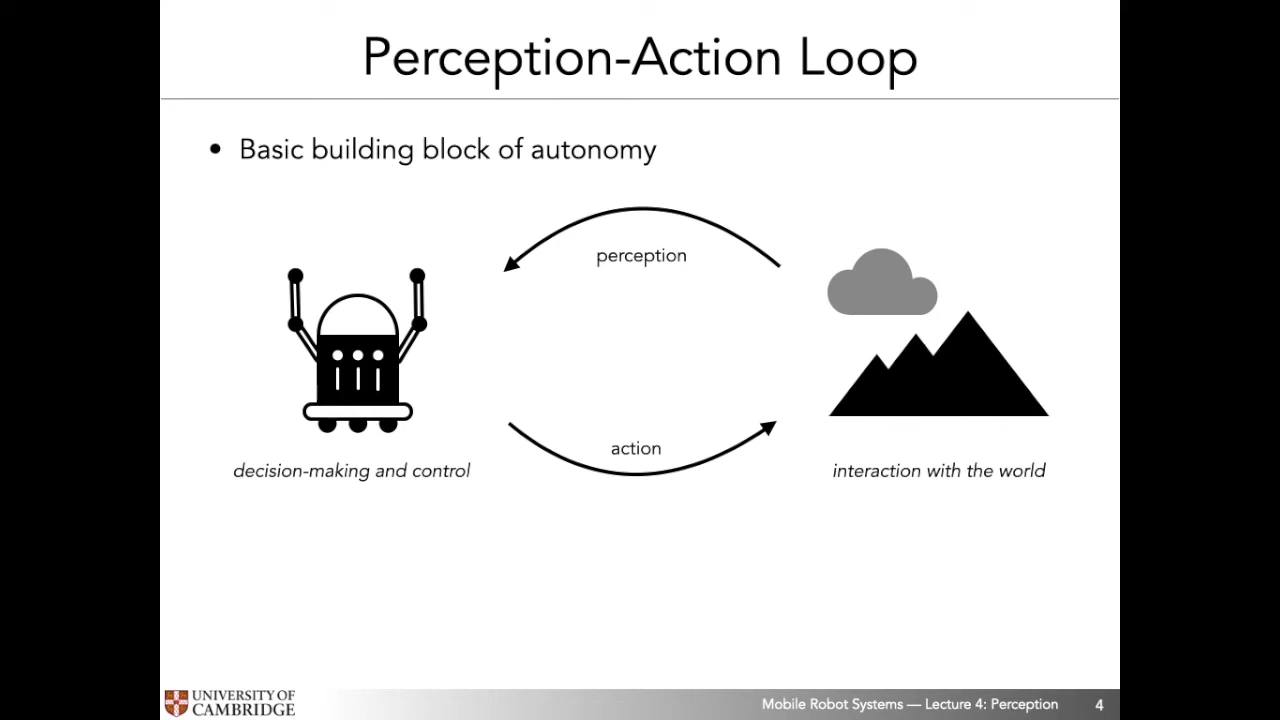 Perception-Action Loop
• Basic building block of autonomy
perception
action
decision-making and control
interaction with the world
UNIVERSITY OF
CAMBRIDGE
Mobile Robot Systems — Lecture 4: Perception
4